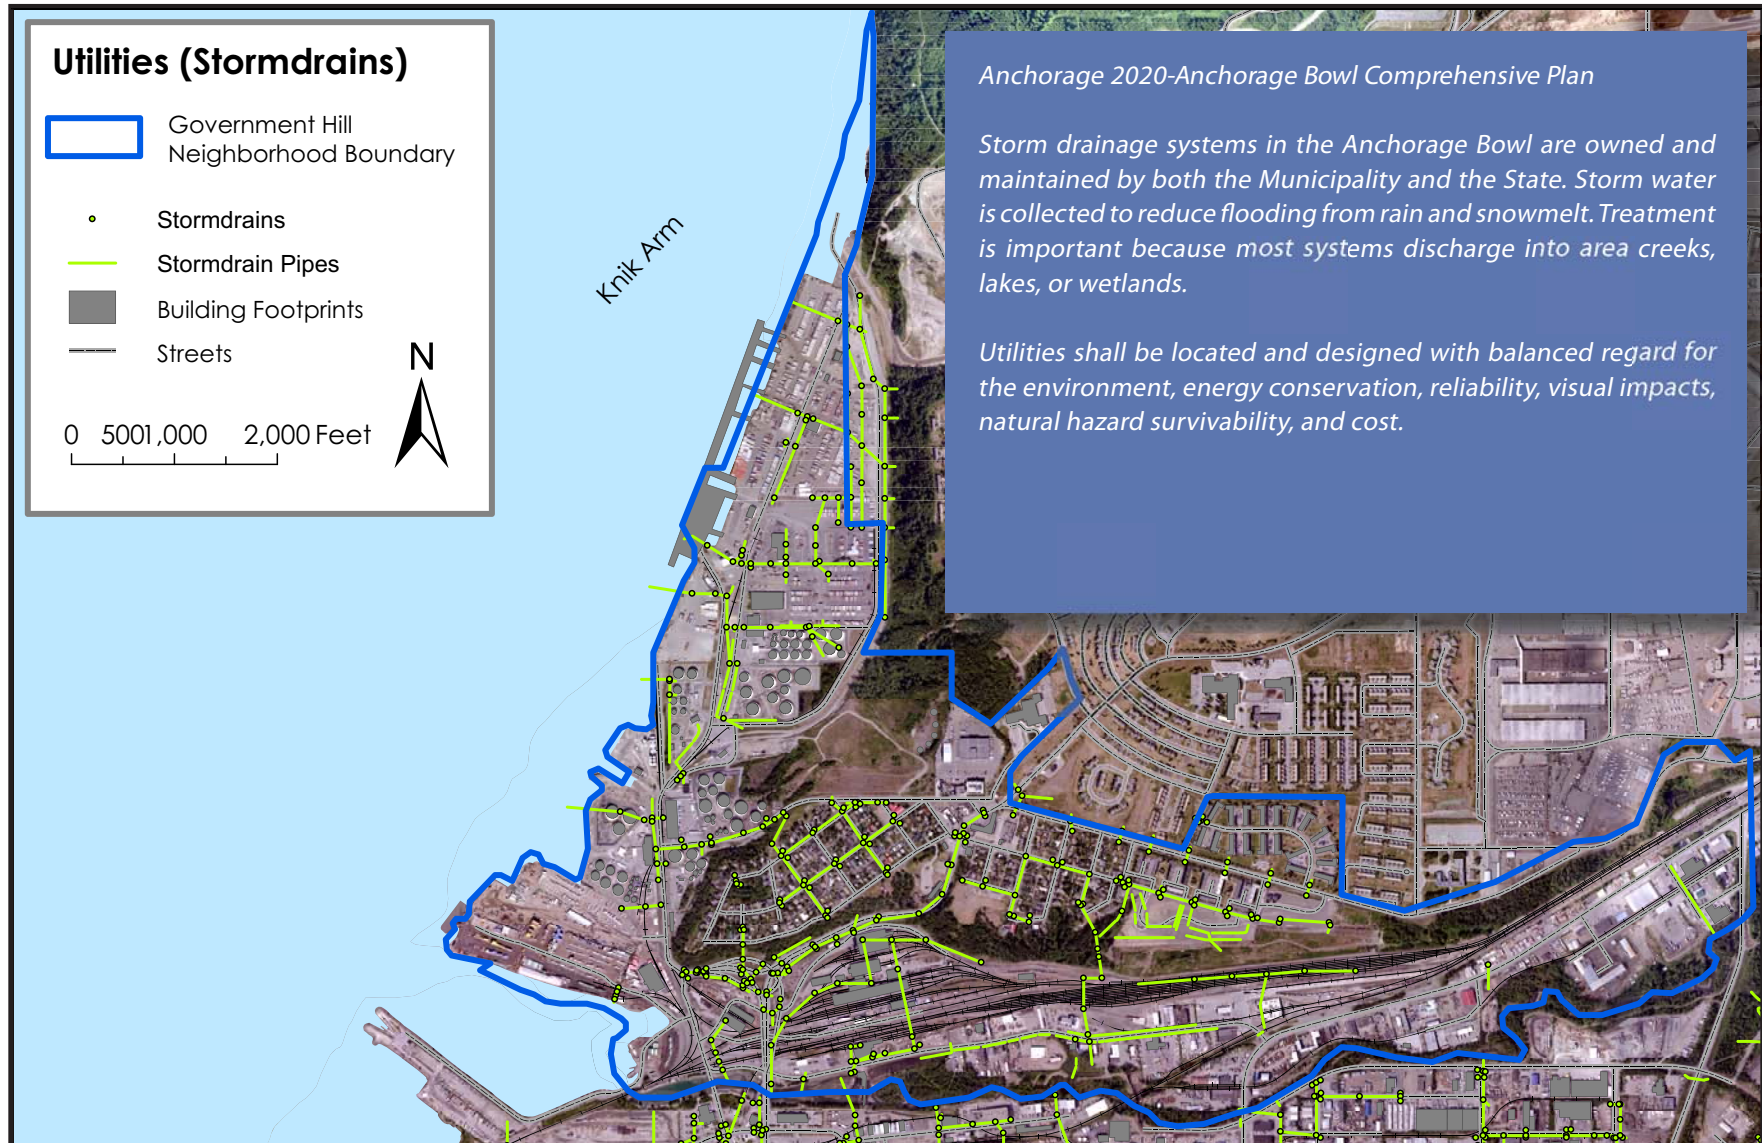 Utilities (Stormdrains)
Government Hill
Neighborhood Boundary
Stormdrains
Stormdrain Pipes
Building Footprints
Streets
N
0 500 1,000 2,000 Feet
Knik Arm
Anchorage 2020-Anchorage Bowl Comprehensive Plan
Storm drainage systems in the Anchorage Bowl are owned and
maintained by both the Municipality and the State. Storm water
is collected to reduce flooding from rain and snowmelt. Treatment
is important because most systems discharge into area creeks,
lakes, or wetlands.
Utilities shall be located and designed with balanced regard for
the environment, energy conservation, reliability, visual impacts,
natural hazard survivability, and cost.